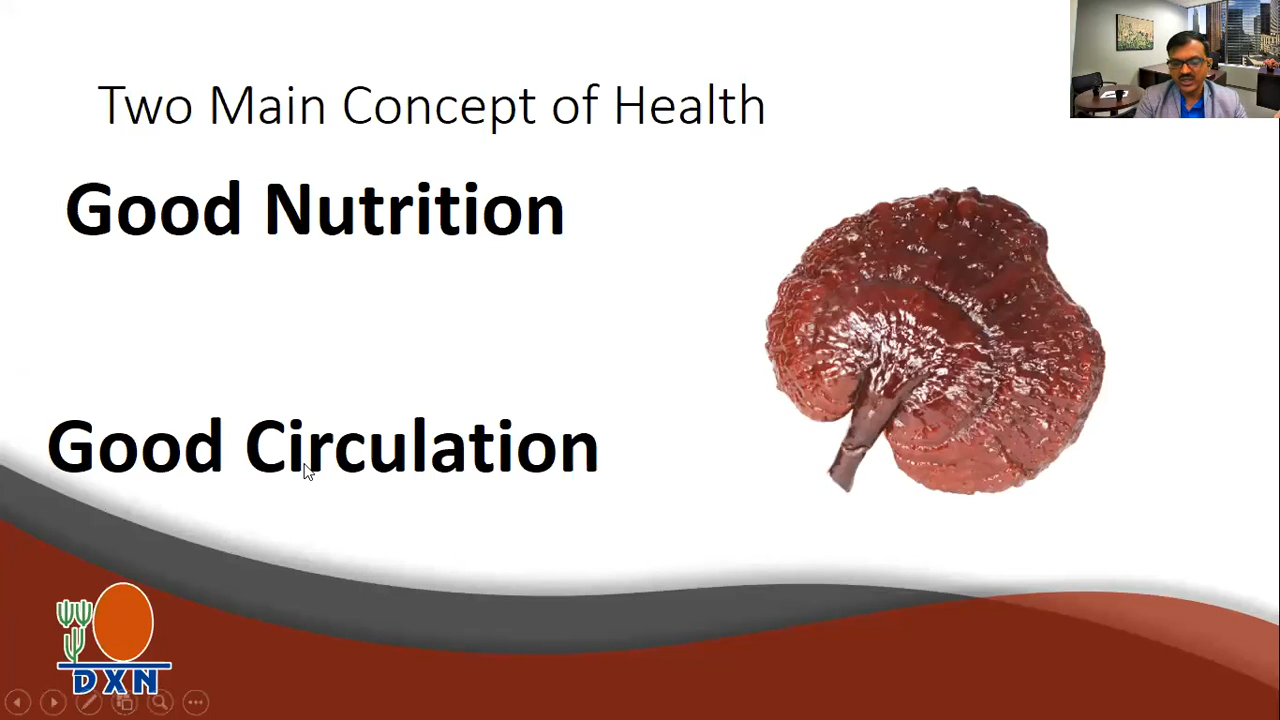 Two Main Concept of Health
Good Nutrition
Good Circulation
DXN